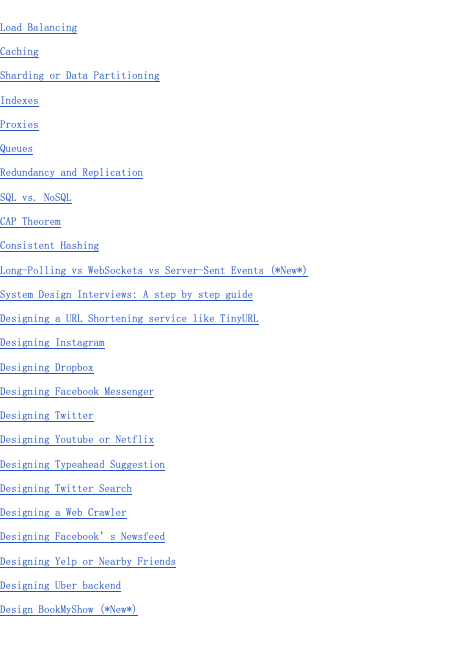 Load Balancing
Caching
Sharding or Data Partitioning
Indexes
Proxies
Queues
Redundancy and Replication
SQL vs. NoSQL
CAP Theorem
Consistent Hashing
Long-Polling vs WebSockets vs Server-Sent Events (*New*)
System Design Interviews: A step by step guide
Designing a URL Shortening service like TinyURL
Designing Instagram
Designing Dropbox
Designing Facebook Messenger
Designing Twitter
Designing Youtube or Netflix
Designing Typeahead Suggestion
Designing Twitter Search
Designing a Web Crawler
Designing Facebook’s Newsfeed
Designing Yelp or Nearby Friends
Designing Uber backend
Design BookMyShow (*New*)